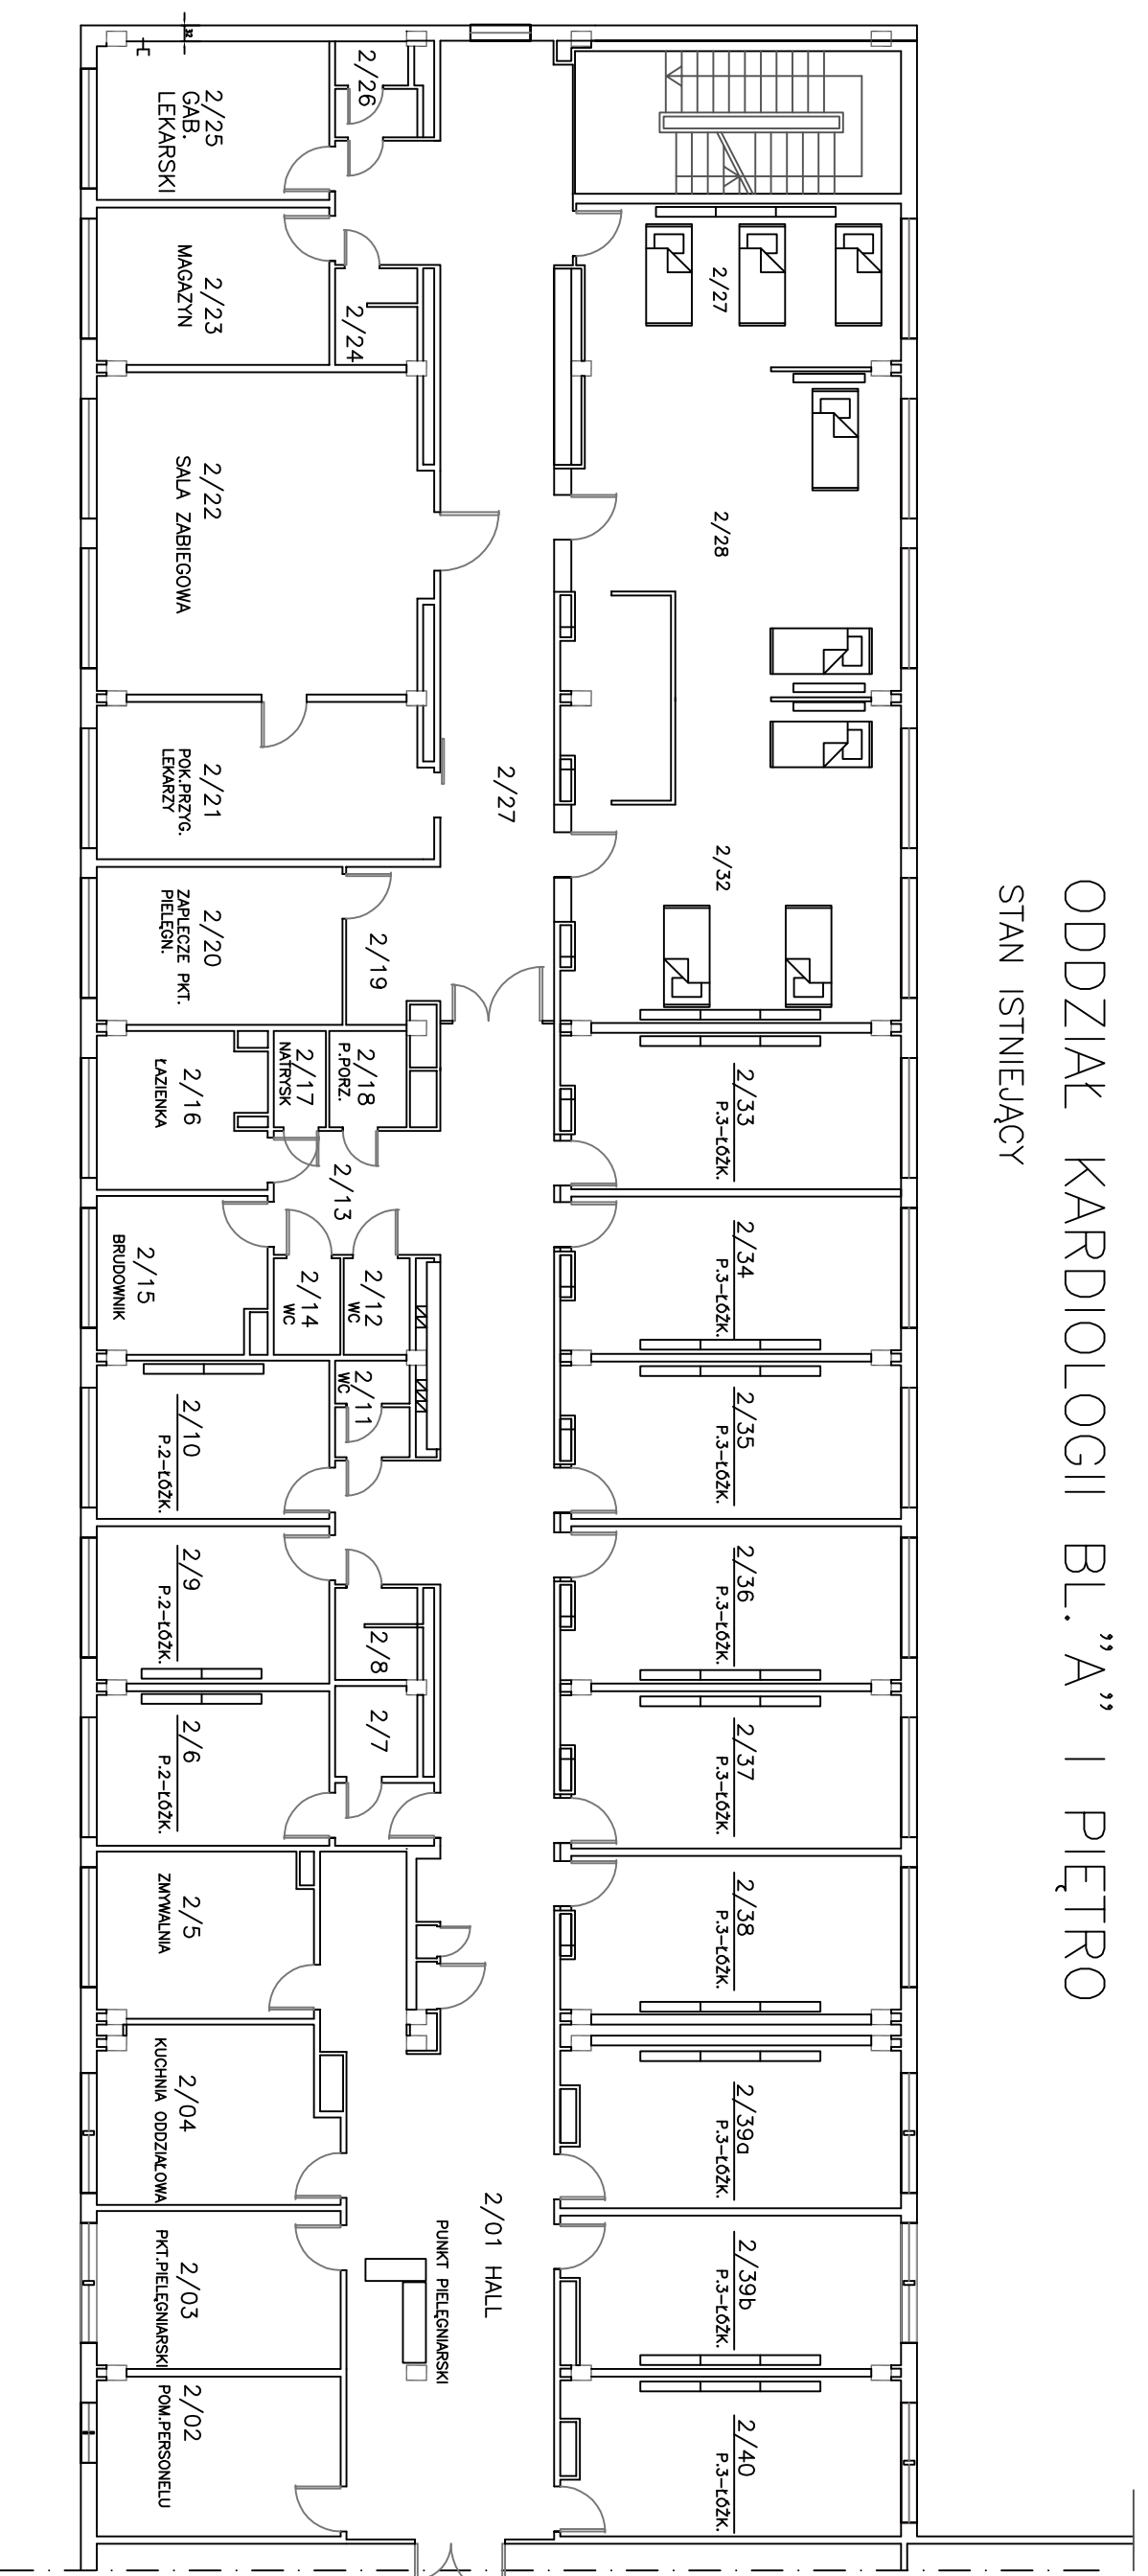 ODDZIAŁ KARDIOLOGII BL. "A" I PIĘTRO
STAN ISTNIEJĄCY
2/27
2/28
2/32
2/33
P.3-ŁÓŻK.
2/34
P.3-ŁÓŻK.
2/35
P.3-ŁÓŻK.
2/36
P.3-ŁÓŻK.
2/37
P.3-ŁÓŻK.
2/38
P.3-ŁÓŻK.
2/39a
P.3-ŁÓŻK.
2/39b
P.3-ŁÓŻK.
2/40
P.3-ŁÓŻK.
2/27
2/01 HALL
PUNKT PIELĘGNIARSKI
2/26
2/25
GAB.
LEKARSKI
2/24
2/23
MAGAZYN
2/22
SALA ZABIEGOWA
2/21
POK.PRZYG.
LEKARZY
2/20
ZAPLECZE PKT.
PIELĘGN.
2/19
2/18
P.PORZ.
2/17
NATRYSK
2/16
ŁAZIENKA
2/13
2/15
BRUDOWNIK
2/14
WC
2/12
WC
2/11
WC
2/10
P.2-ŁÓŻK.
2/9
P.2-ŁÓŻK.
2/8
2/7
2/6
P.2-ŁÓŻK.
2/5
ZMYWALNIA
2/04
KUCHNIA ODDZIAŁOWA
2/03
PKT.PIELĘGNIARSKI
2/02
POM.PERSONELU
32